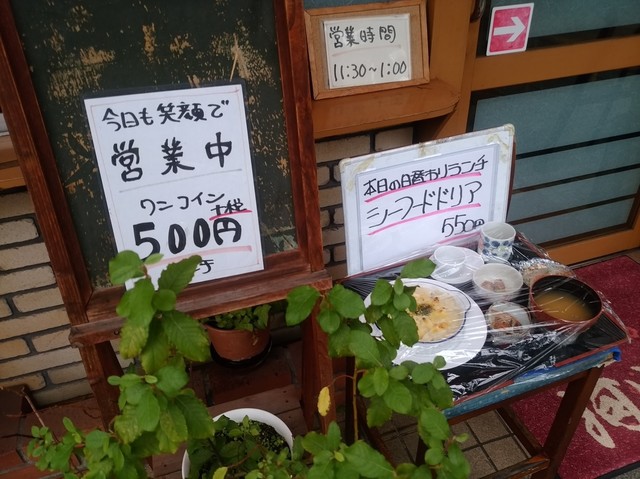 今日も笑顔で
営業中
ワンコイン
+税
500円
営業時間
11:30~1:00
本日の日替わりランチ
シーフードドリア
550円